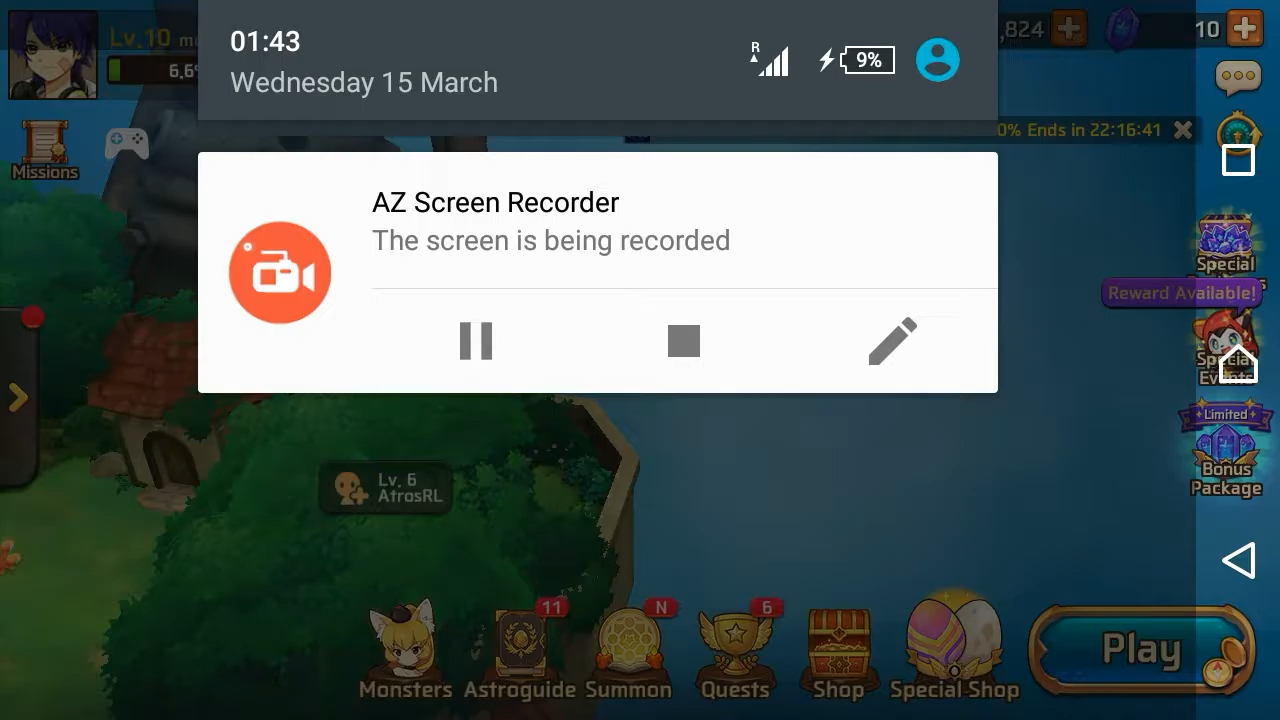 Lv.10
6,6
01:43
Wednesday 15 March
R
9%
,824
10
0% Ends in 22:16:41
Missions
AZ Screen Recorder
The screen is being recorded
Special
Reward Available!
Special
Events
Limited
Bonus
Package
Lv. 6
AtrosRL
11
N
6
Monsters
Astroguide
Summon
Quests
Shop
Special Shop
Play